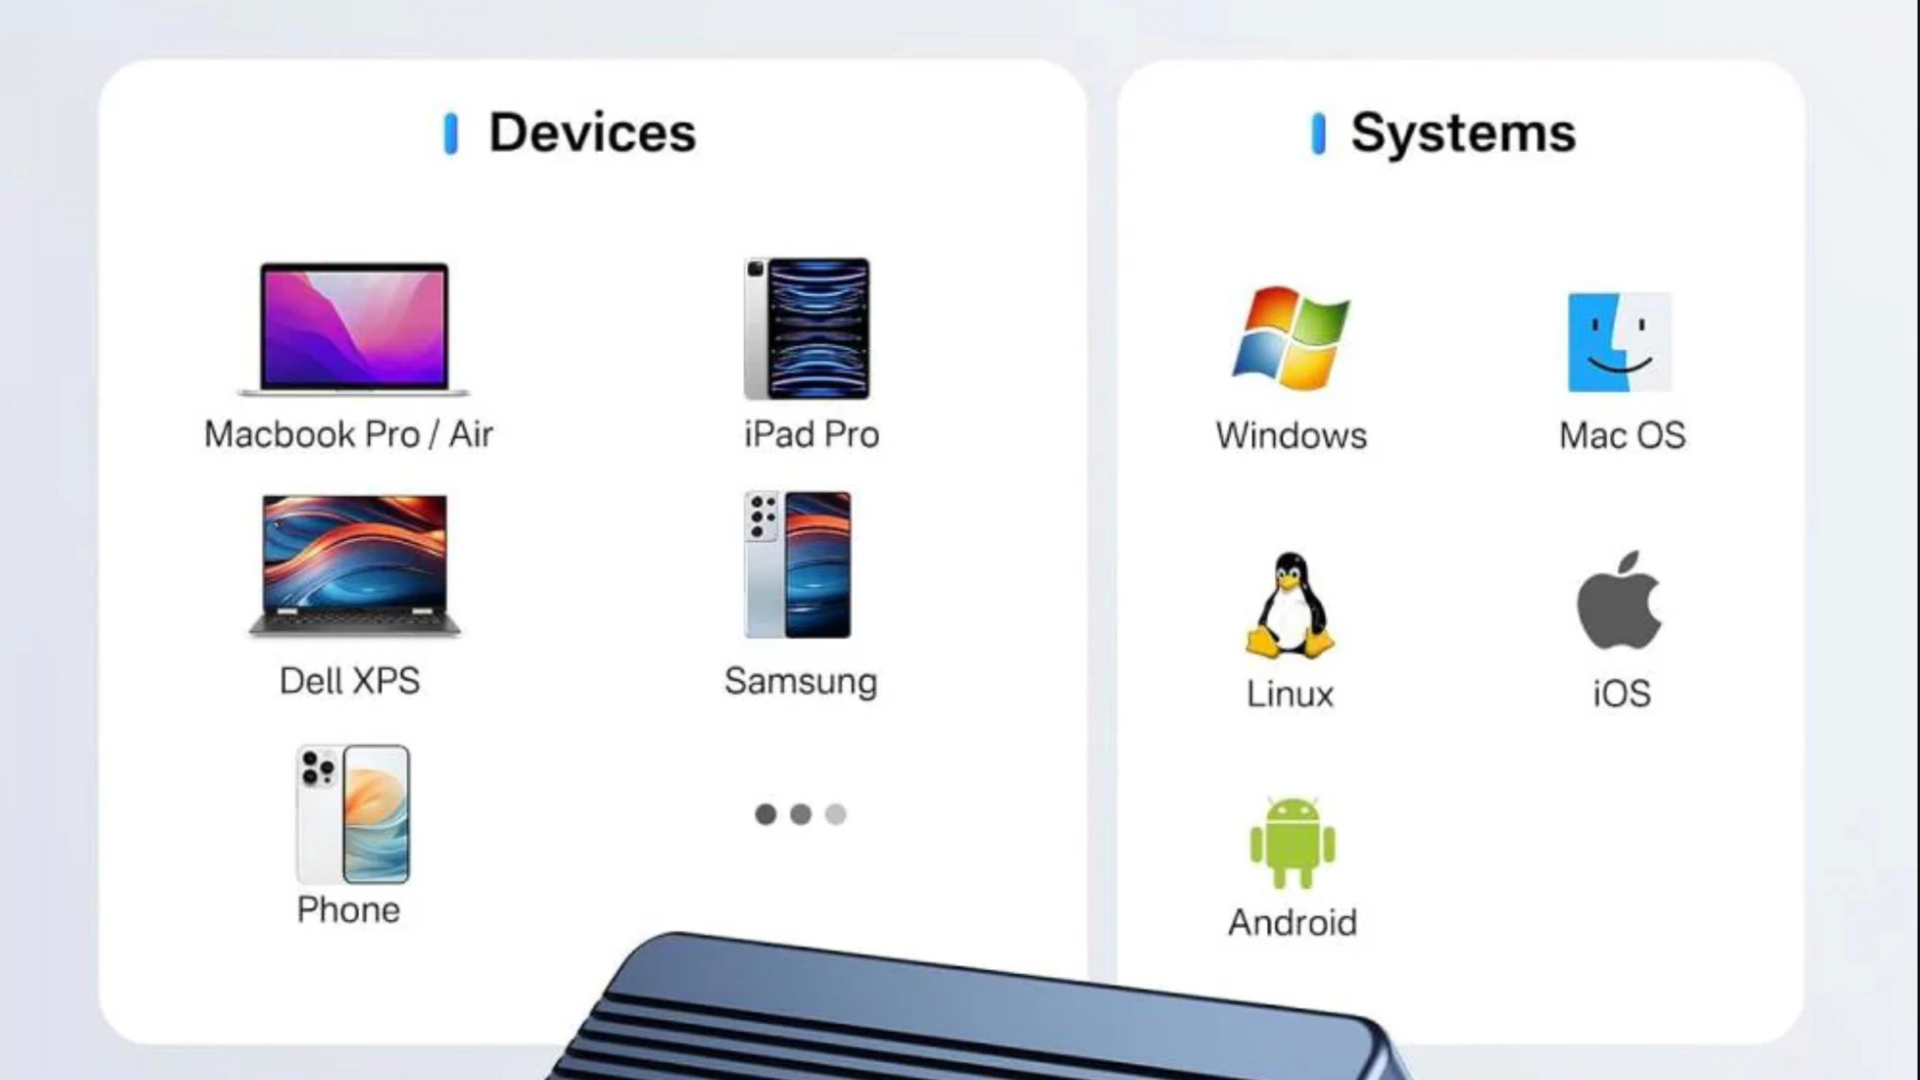 Devices
Macbook Pro / Air
iPad Pro
Dell XPS
Samsung
Phone
Systems
Windows
Mac OS
Linux
iOS
Android